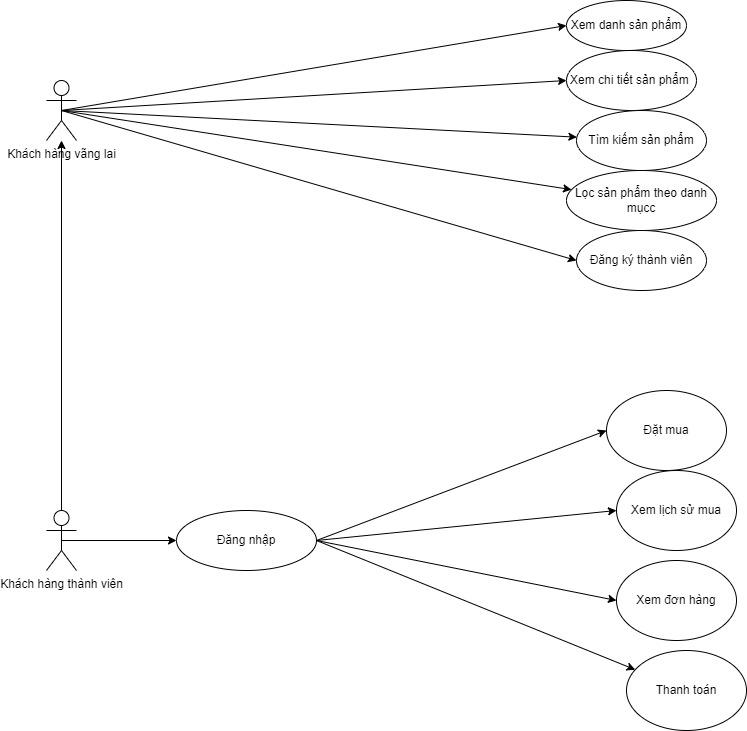 Xem danh sản phẩm
Xem chi tiết sản phẩm
Tìm kiếm sản phẩm
Khách hàng vãng lai
Lọc sản phẩm theo danh
mụcc
Đăng ký thành viên
Đặt mua
Xem lịch sử mua
Đăng nhập
Khách hàng thành viên
Xem đơn hàng
Thanh toán